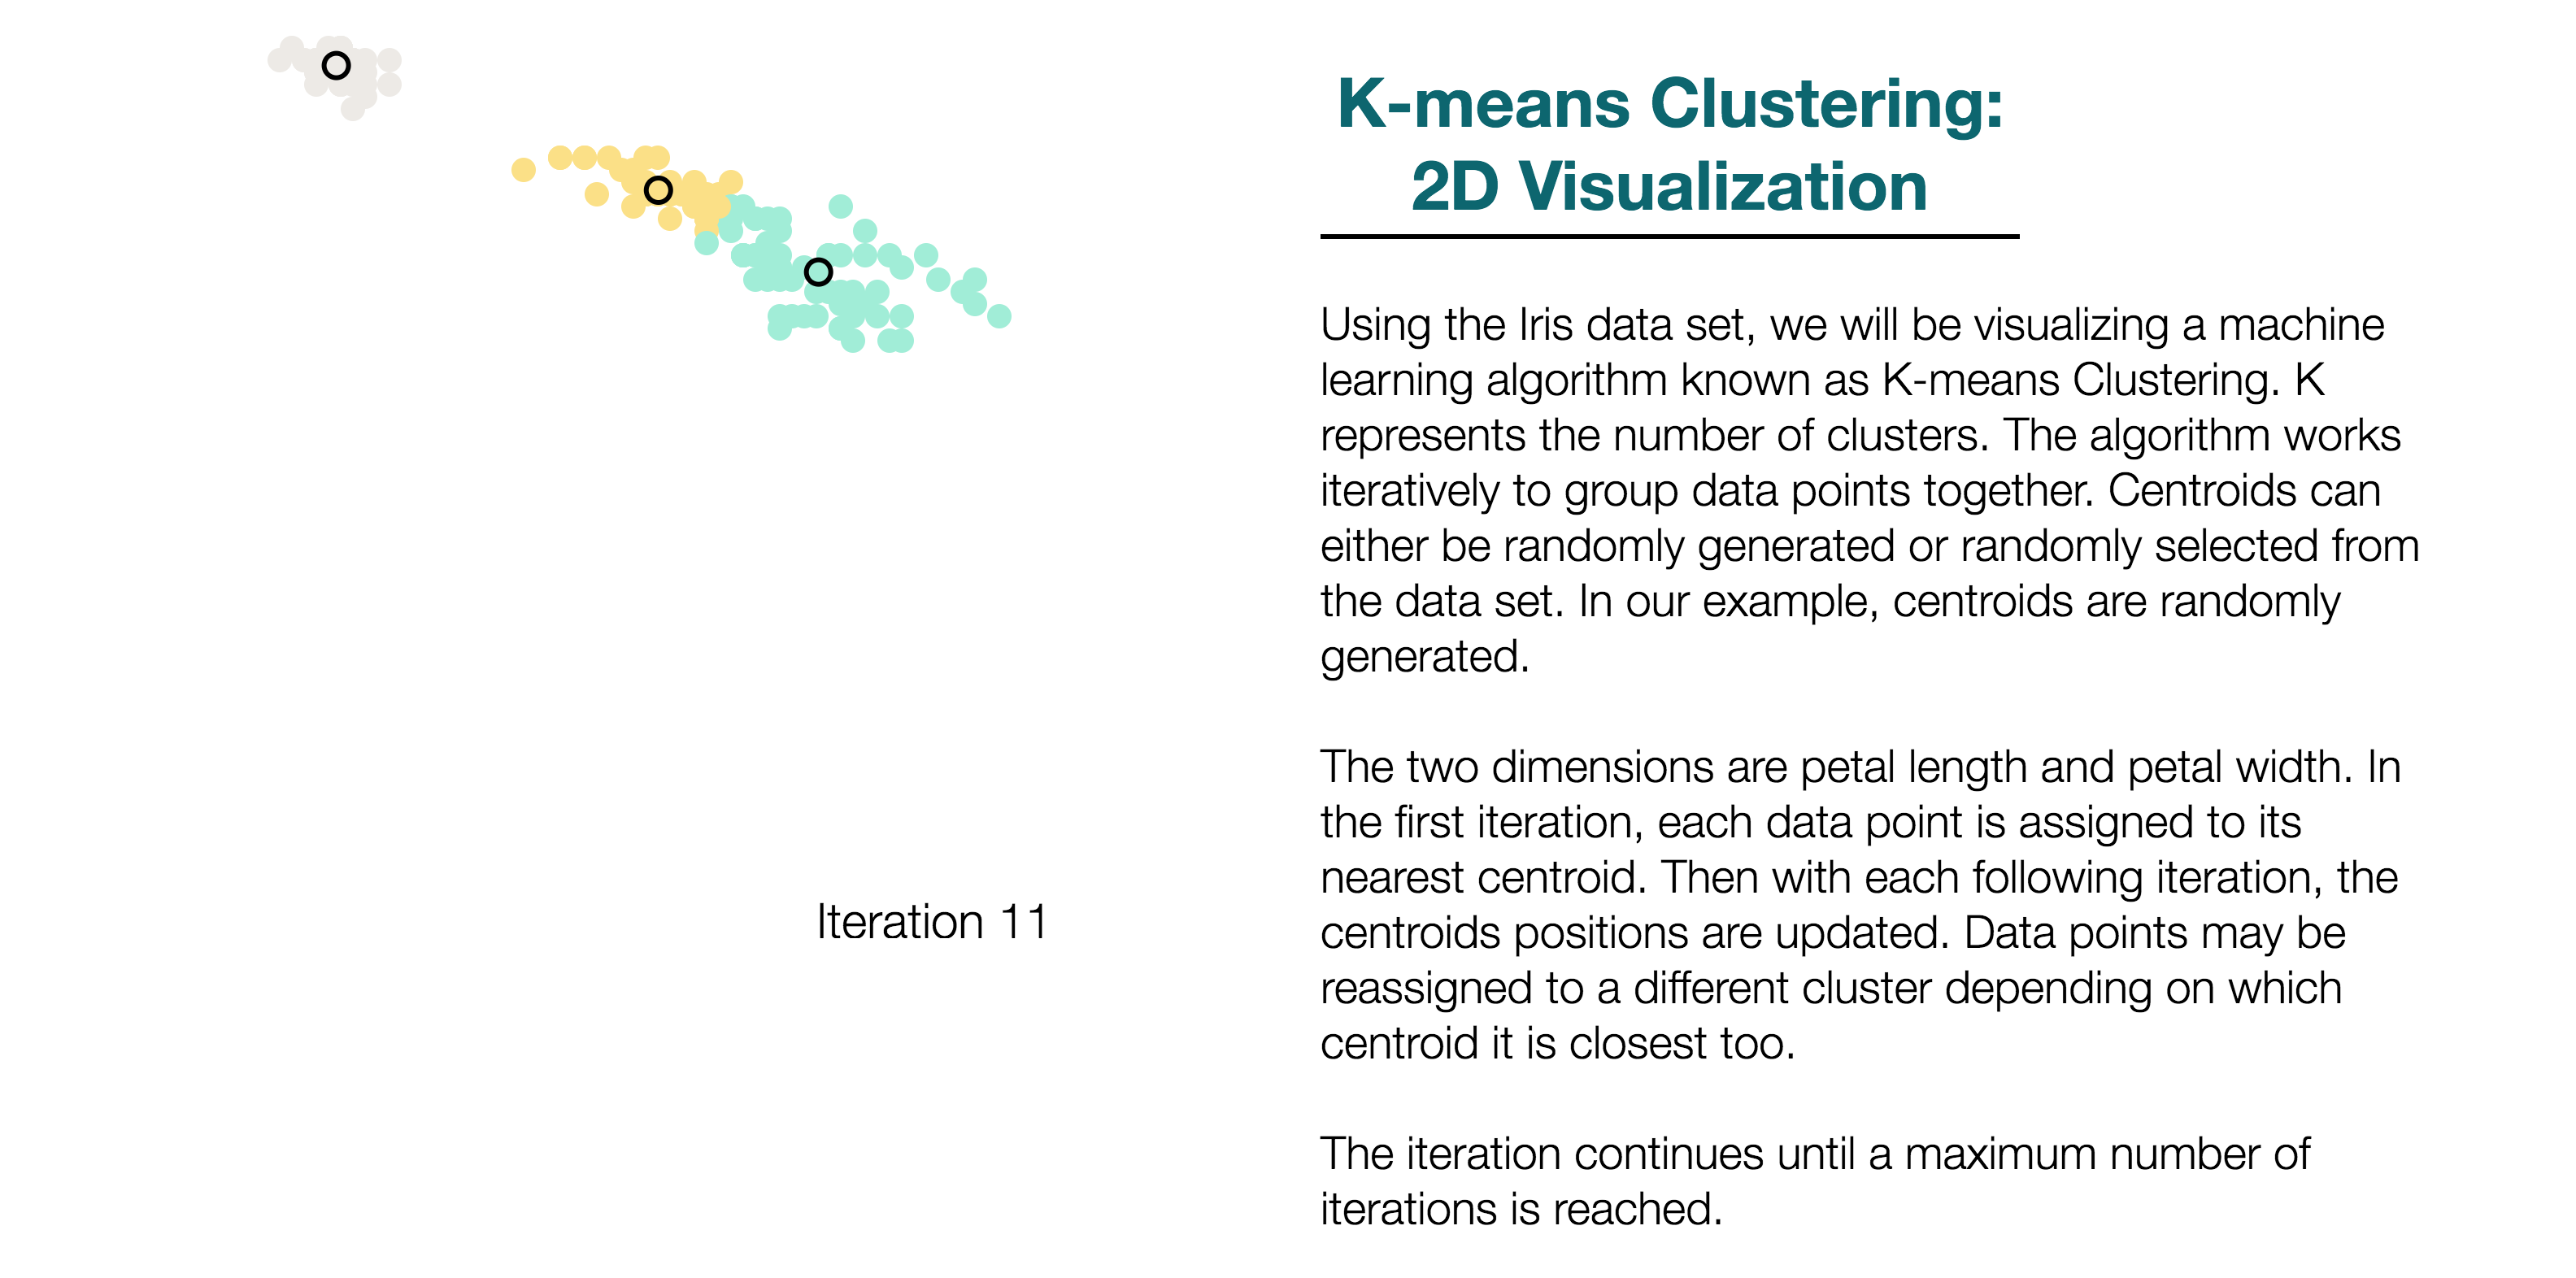 K-means Clustering:
2D Visualization
Using the Iris data set, we will be visualizing a machine
learning algorithm known as K-means Clustering. K
represents the number of clusters. The algorithm works
iteratively to group data points together. Centroids can
either be randomly generated or randomly selected from
the data set. In our example, centroids are randomly
generated.
The two dimensions are petal length and petal width. In
the first iteration, each data point is assigned to its
nearest centroid. Then with each following iteration, the
centroids positions are updated. Data points may be
reassigned to a different cluster depending on which
centroid it is closest too.
The iteration continues until a maximum number of
iterations is reached.
Iteration 11